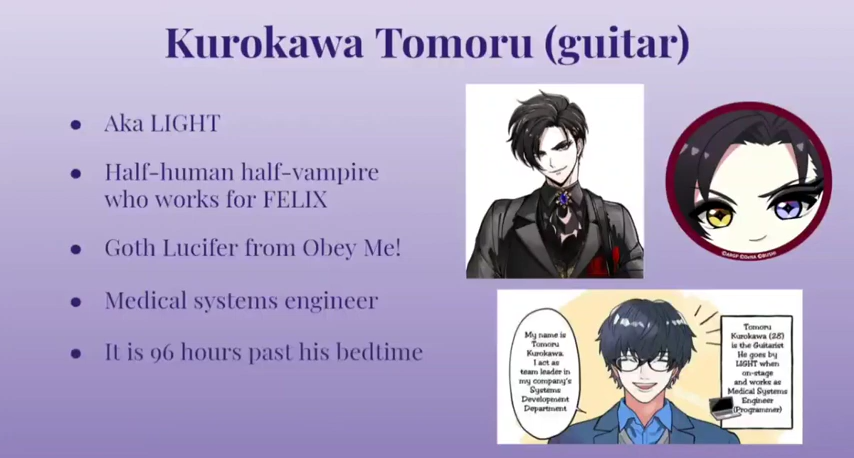 Kurokawa Tomoru (guitar)
Aka LIGHT
Half-human half-vampire
who works for FELIX
Goth Lucifer from Obey Me!
Medical systems engineer
It is 96 hours past his bedtime
My name is
Tomoru
Kurokawa.
I act as
team leader in
my company's
Systems
Development
Department
Tomoru
Kurokawa (28)
is the Guitarist
He goes by
LIGHT when
on-stage
and works as
Medical Systems
Engineer
(Programmer)